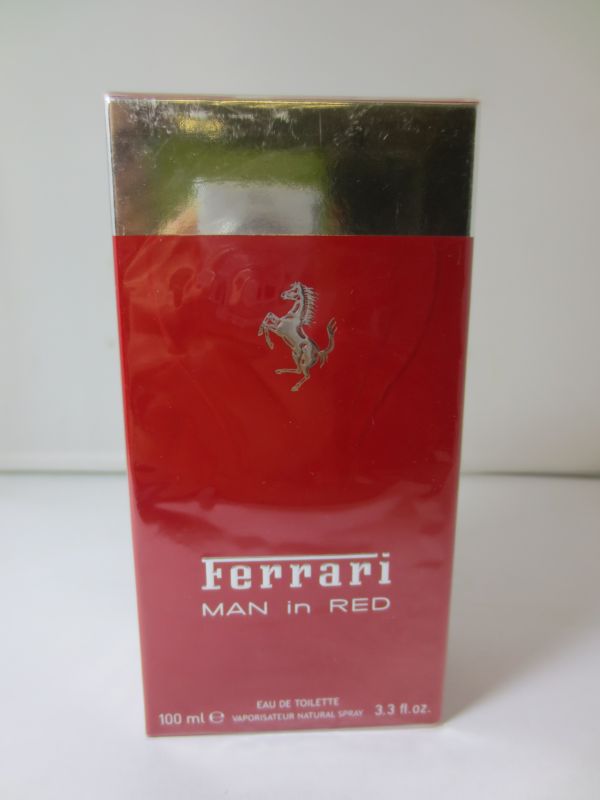 Ferrari
MAN in RED
EAU DE TOILETTE
100 ml ℮ VAPORISATEUR NATURAL SPRAY 3.3 fl.oz.